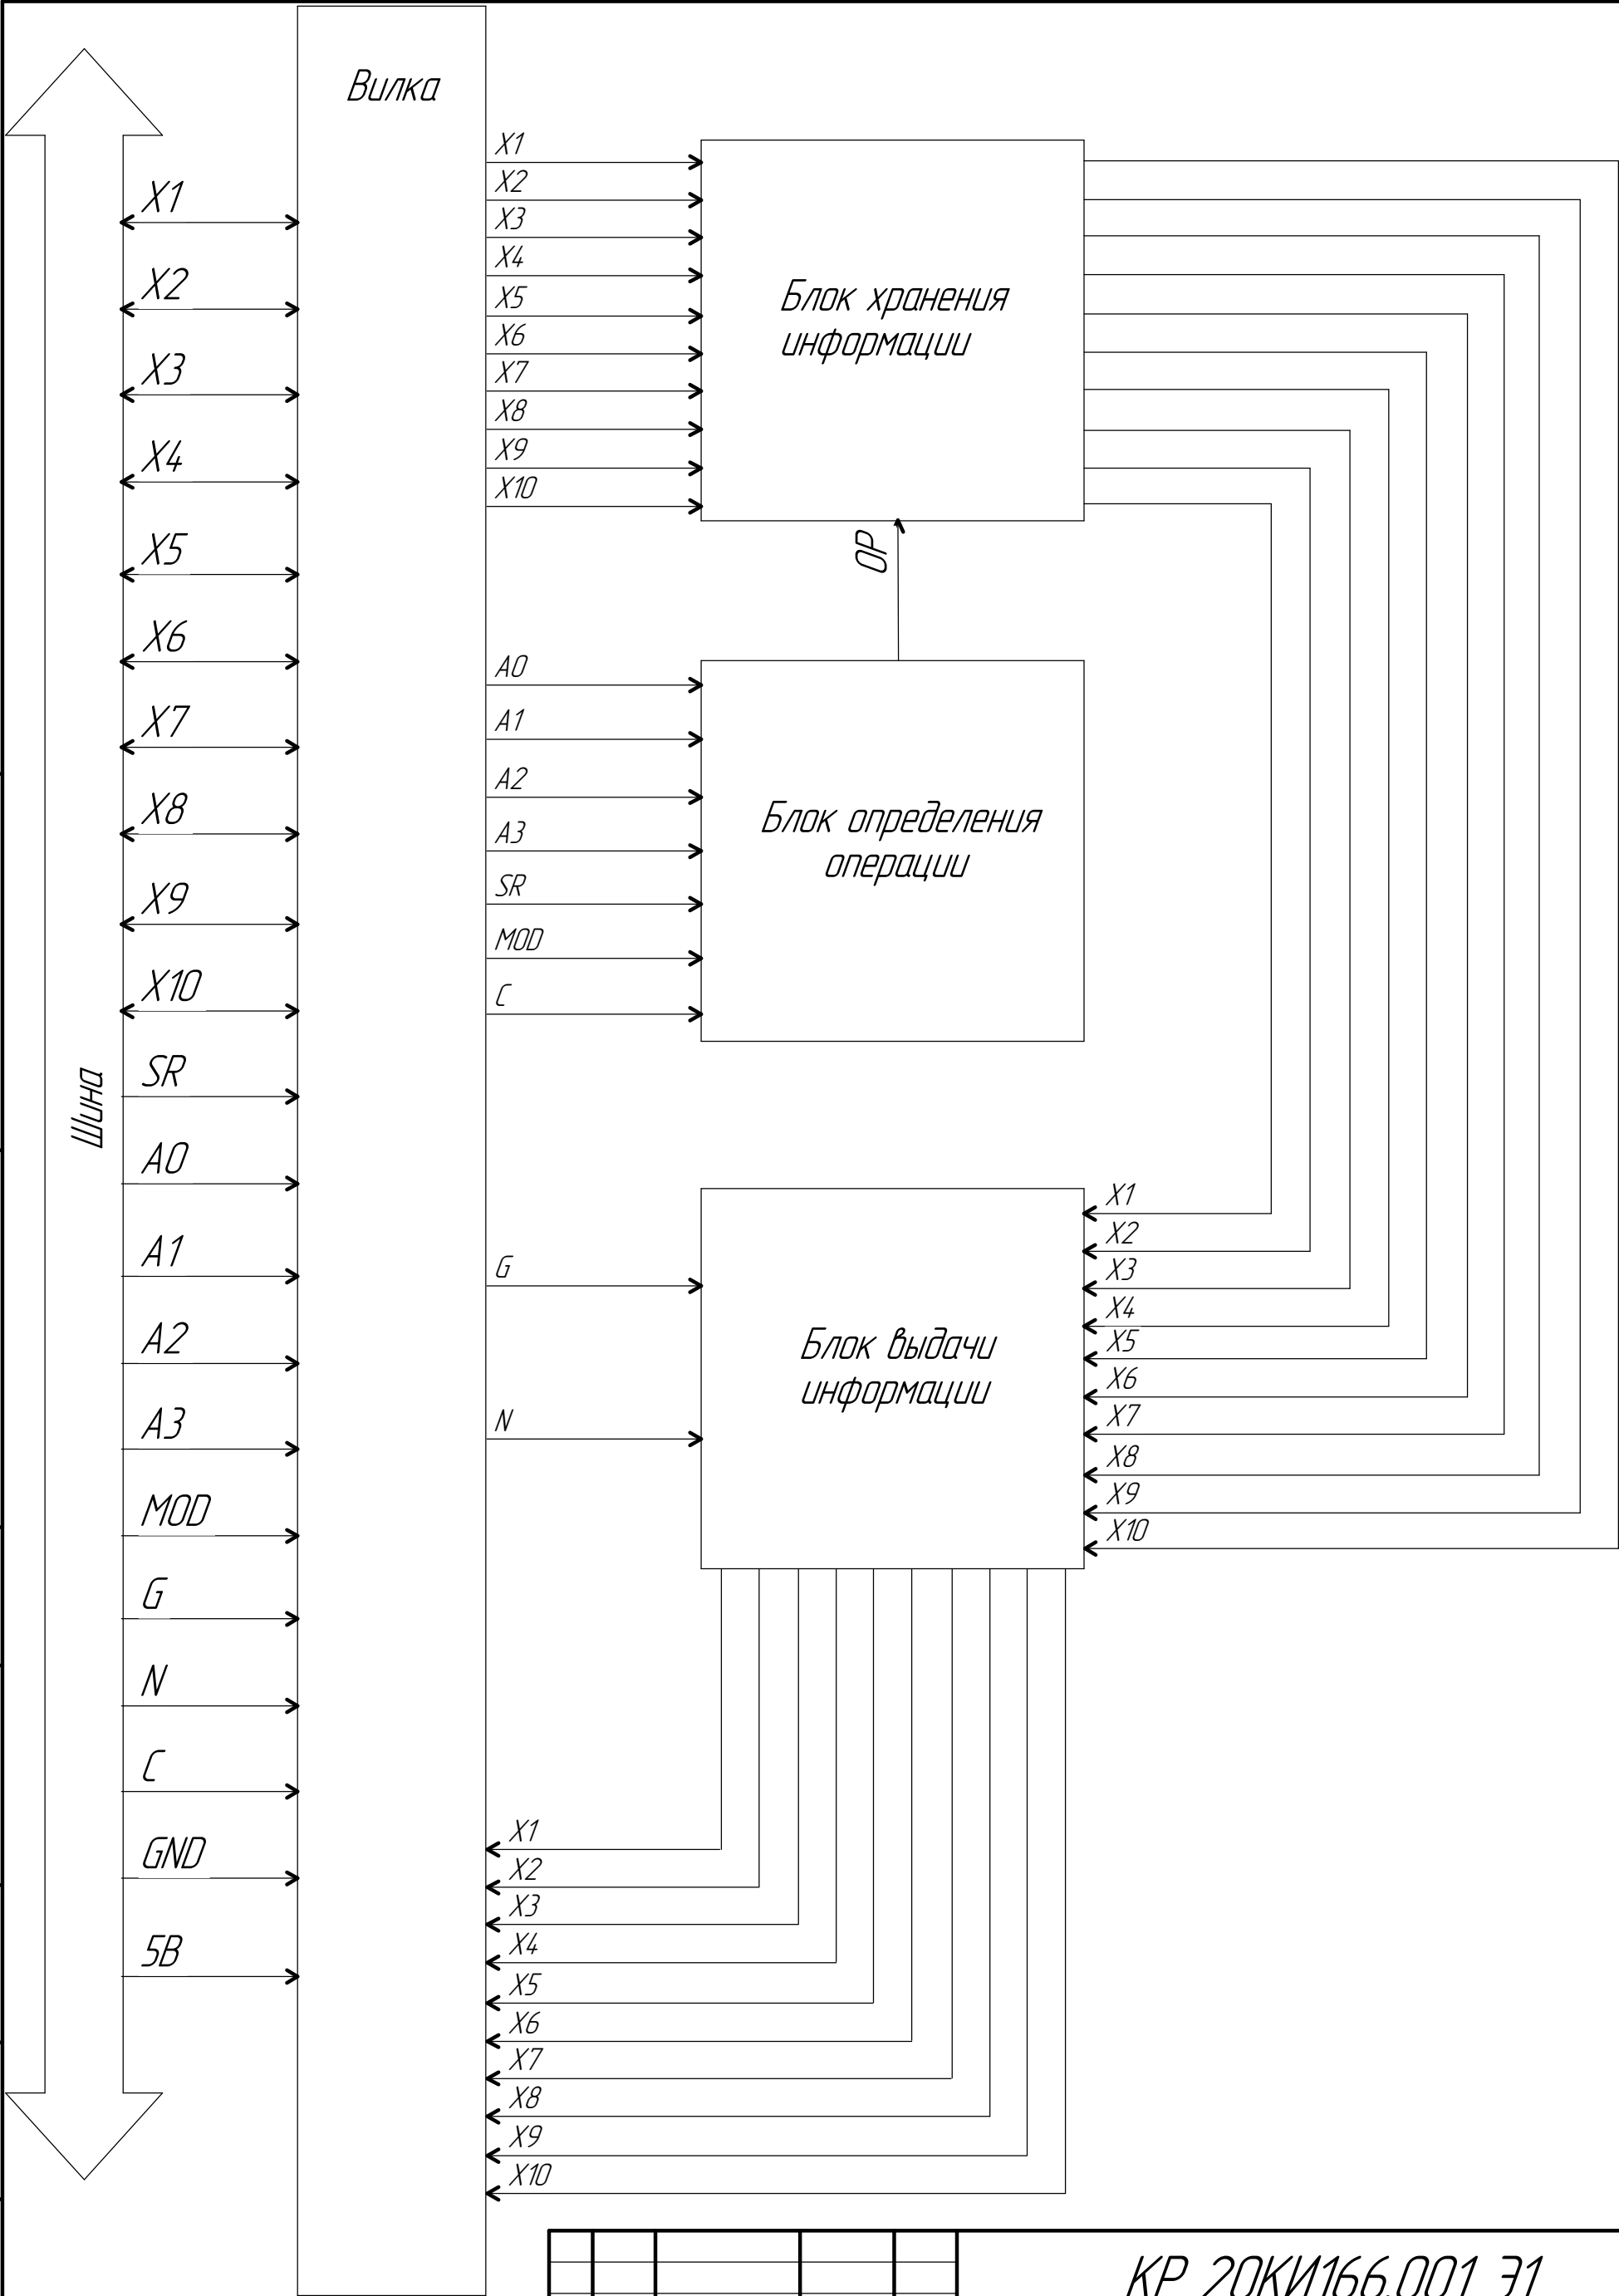 Вилка
X1
X2
X3
X4
X5
X6
X7
X8
X9
X10
SR
A0
A1
A2
A3
MOD
G
N
C
GND
5В
Шина
X1
X2
X3
X4
X5
X6
X7
X8
X9
X10
Блок хранения
информации
OP
A0
A1
A2
A3
SR
MOD
C
Блок определения
операции
G
N
Блок выдачи
информации
X1
X2
X3
X4
X5
X6
X7
X8
X9
X10
X1
X2
X3
X4
X5
X6
X7
X8
X9
X10
КР 20КИ166.001 Э1